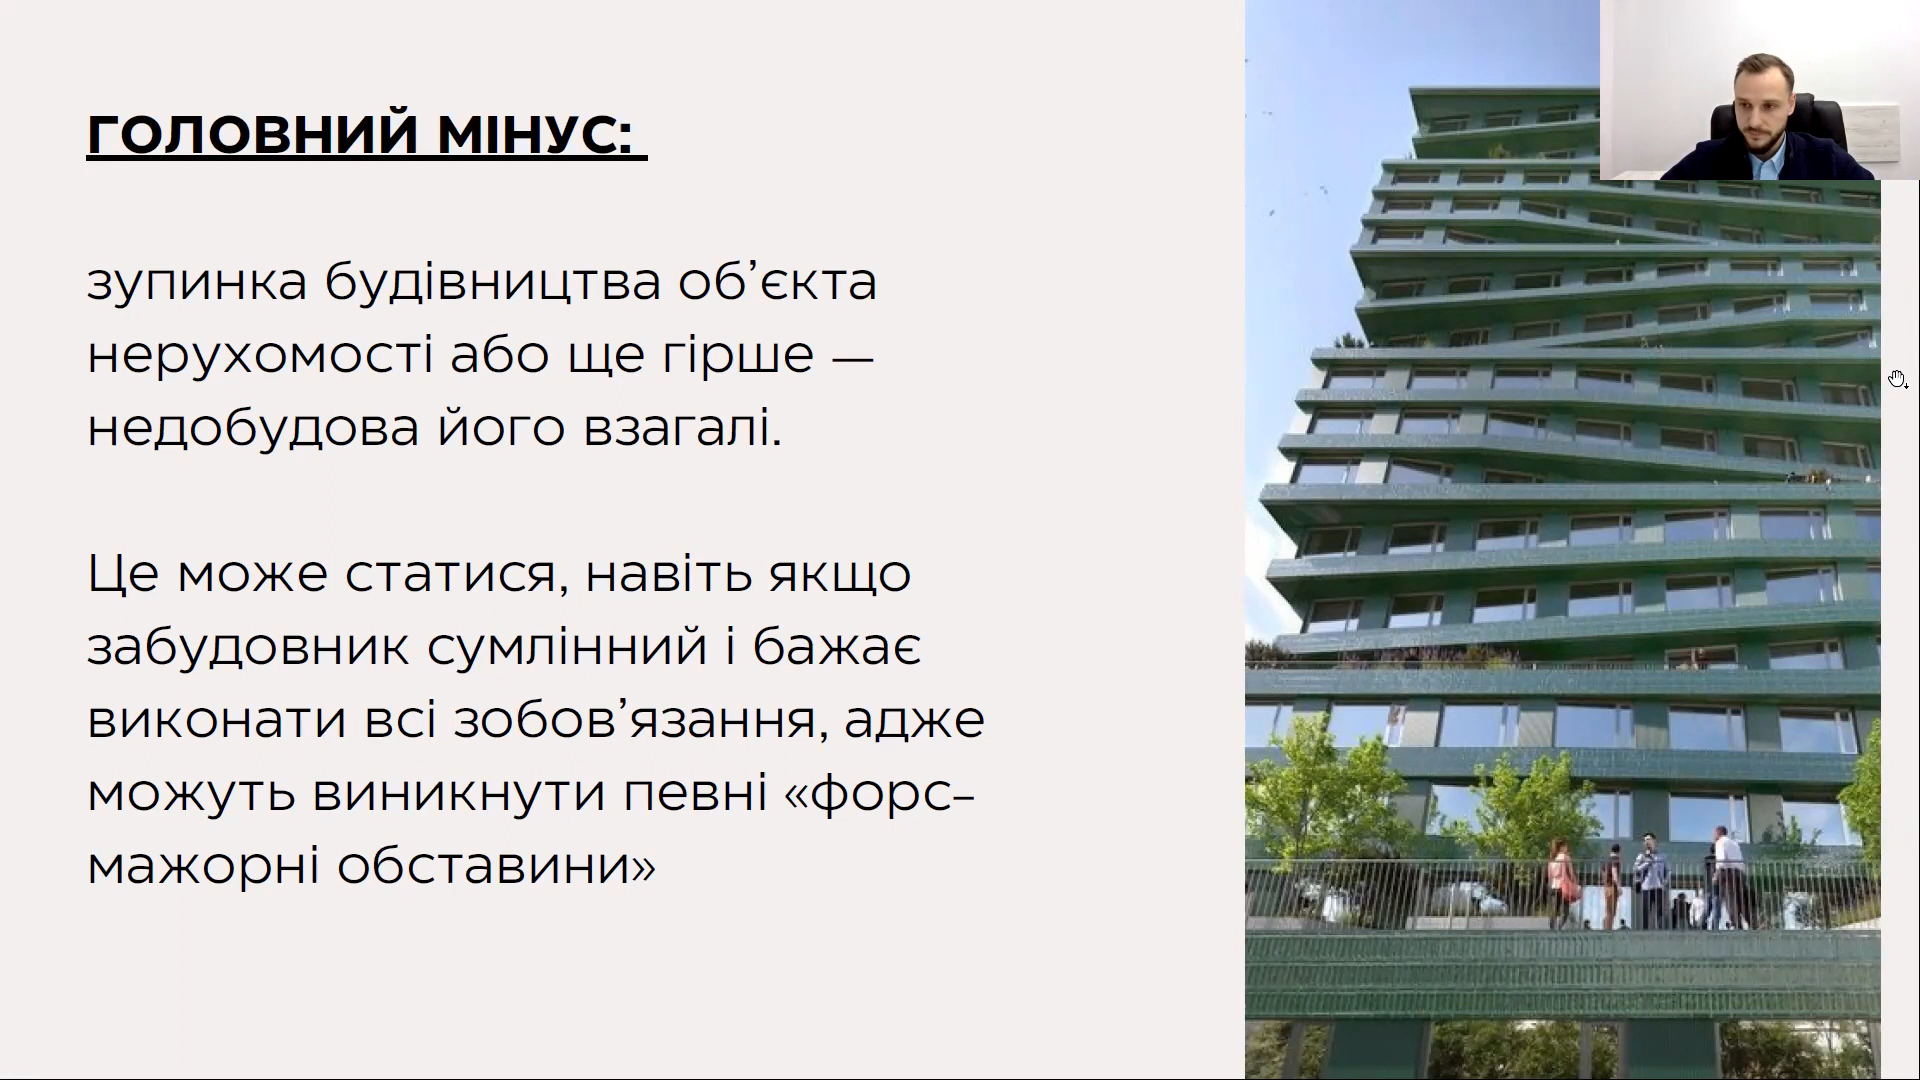 ГОЛОВНИЙ МІНУС:
зупинка будівництва об’єкта
нерухомості або ще гірше —
недобудова його взагалі.
Це може статися, навіть якщо
забудовник сумлінний і бажає
виконати всі зобов’язання, адже
можуть виникнути певні «форс-
мажорні обставини»